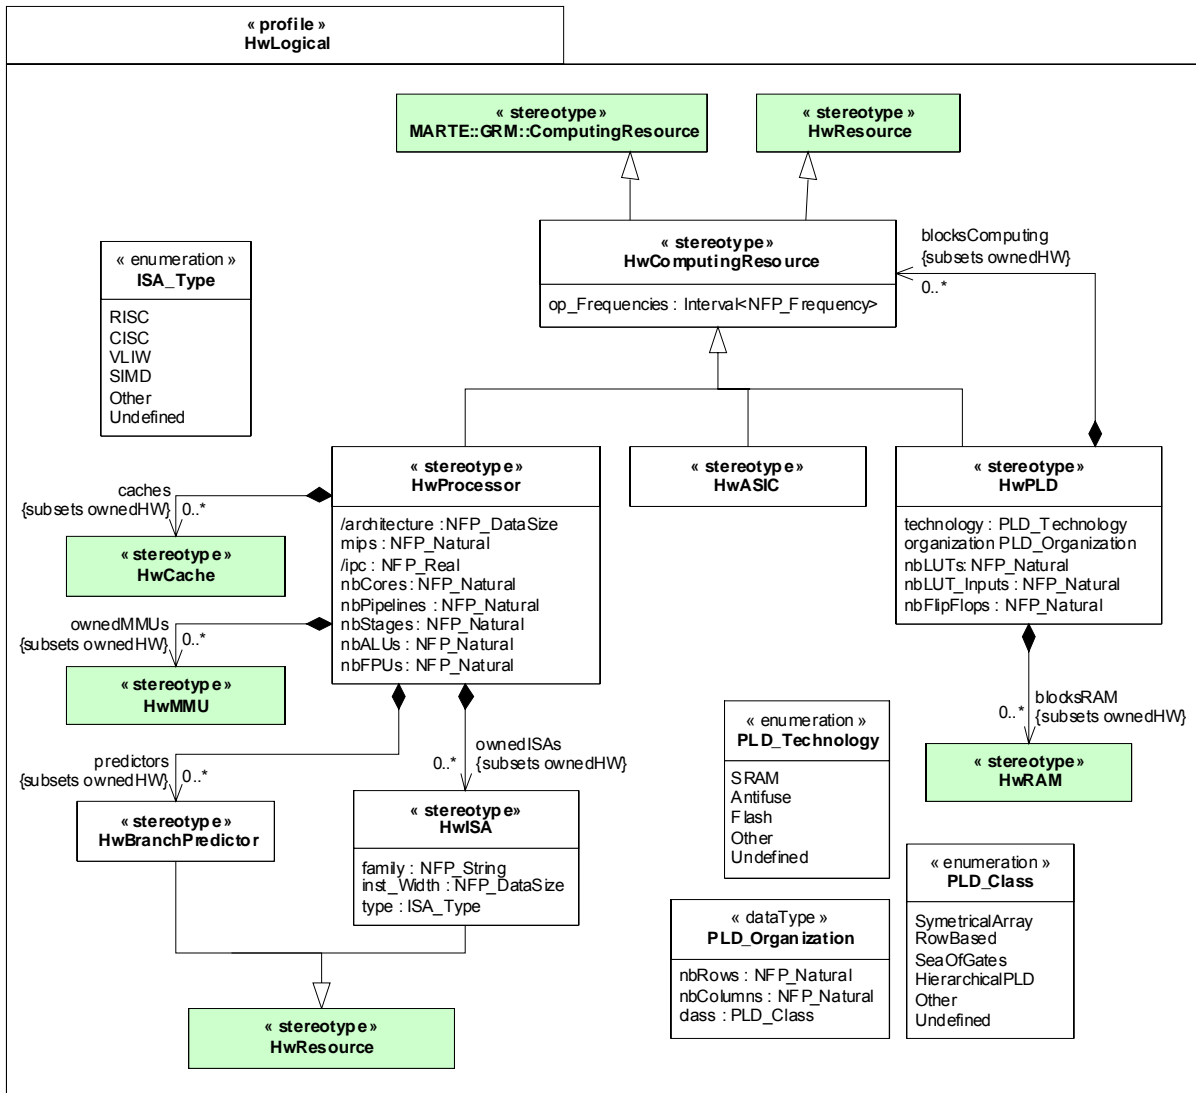 « profile »
HwLogical
« stereotype »
MARTE::GRM::ComputingResource
« stereotype »
HwResource
« stereotype»
HwComputingResource
op_Frequencies : Interval<NFP_Frequency>
blocksComputing
{subsets ownedHW}
0..*
« enumeration »
ISA_Type
RISC
CISC
VLIW
SIMD
Other
Undefined
« stereotype»
HwProcessor
/architecture : NFP_DataSize
mips : NFP_Natural
/ipc : NFP_Real
nbCores : NFP_Natural
nbPipelines : NFP_Natural
nbStages : NFP_Natural
nbALUs : NFP_Natural
nbFPUs : NFP_Natural
« stereotype»
HwASIC
« stereotype»
HwPLD
technology : PLD_Technology
organization PLD_Organization
nbLUTs: NFP_Natural
nbLUT_Inputs : NFP_Natural
nbFlipFlops : NFP_Natural
caches
{subsets ownedHW}
0..*
« stereotype »
HwCache
ownedMMUs
{subsets ownedHW}
0..*
« stereotype »
HwMMU
predictors
{subsets ownedHW}
0..*
« stereotype»
HwBranchPredictor
ownedISAs
{subsets ownedHW}
0..*
« stereotype»
HwISA
family : NFP_String
inst_Width : NFP_DataSize
type : ISA_Type
blocksRAM
{subsets ownedHW}
0..*
« stereotype »
HwRAM
« enumeration »
PLD_Technology
SRAM
Antifuse
Flash
Other
Undefined
« enumeration »
PLD_Class
SymetricalArray
RowBased
SeaOfGates
HierarchicalPLD
Other
Undefined
« dataType »
PLD_Organization
nbRows : NFP_Natural
nbColumns : NFP_Natural
class : PLD_Class
« stereotype »
HwResource